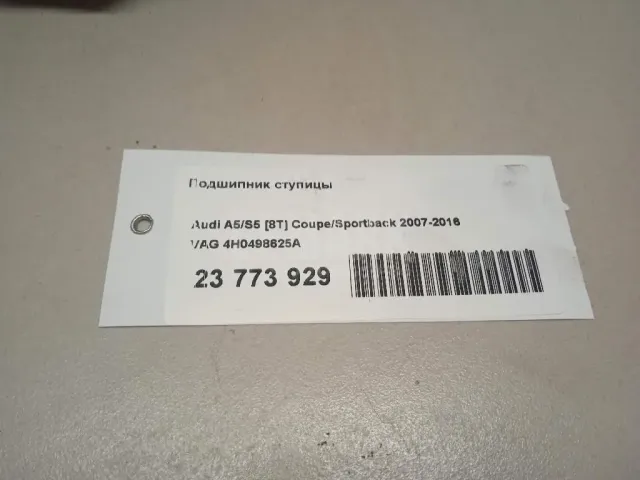 Подшипник ступицы
Audi A5/S5 [8T] Coupe/Sportback 2007-2016
VAG 4H0498625A
23 773 929